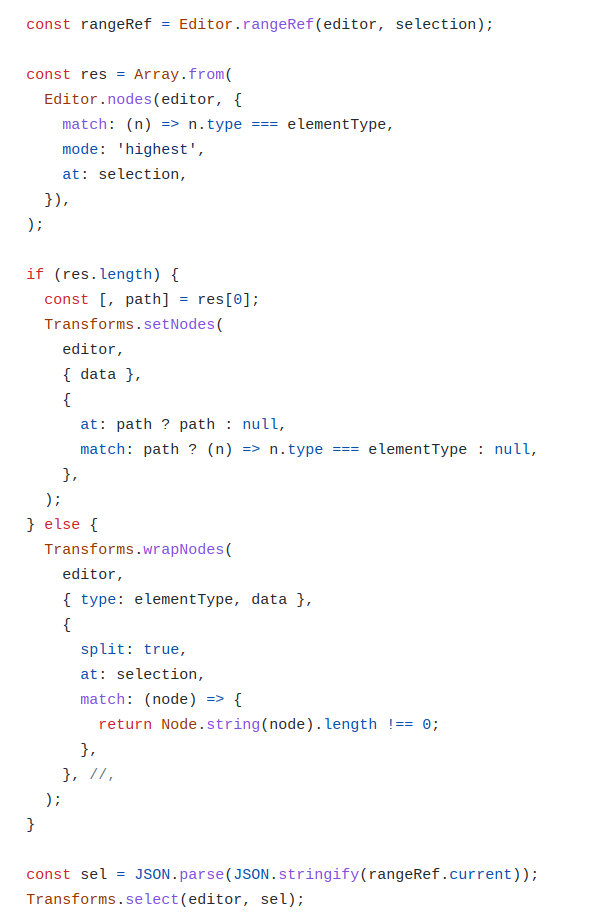 const rangeRef = Editor.rangeRef(editor, selection);

const res = Array.from(
  Editor.nodes(editor, {
    match: (n) => n.type === elementType,
    mode: 'highest',
    at: selection,
  }),
);

if (res.length) {
  const [, path] = res[0];
  Transforms.setNodes(
    editor,
    { data },
    {
      at: path ? path : null,
      match: path ? (n) => n.type === elementType : null,
    },
  );
} else {
  Transforms.wrapNodes(
    editor,
    { type: elementType, data },
    {
      split: true,
      at: selection,
      match: (node) => {
        return Node.string(node).length !== 0;
      },
    }, //,
  );
}

const sel = JSON.parse(JSON.stringify(rangeRef.current));
Transforms.select(editor, sel);